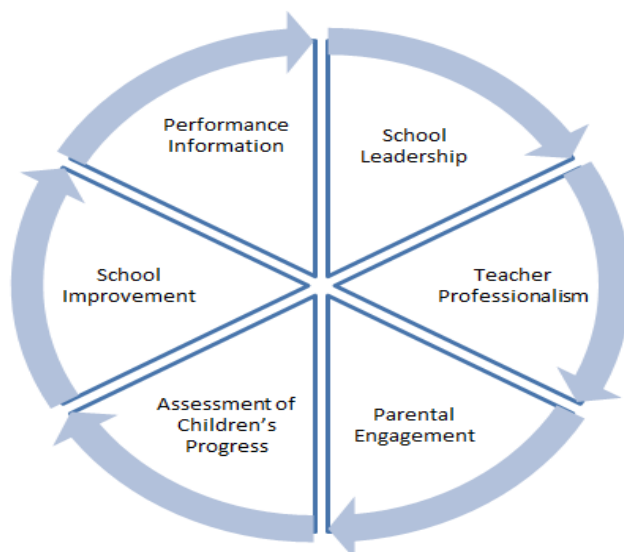 Performance
Information
School
Leadership
Teacher
Professionalism
Parental
Engagement
Assessment of
Children’s
Progress
School
Improvement